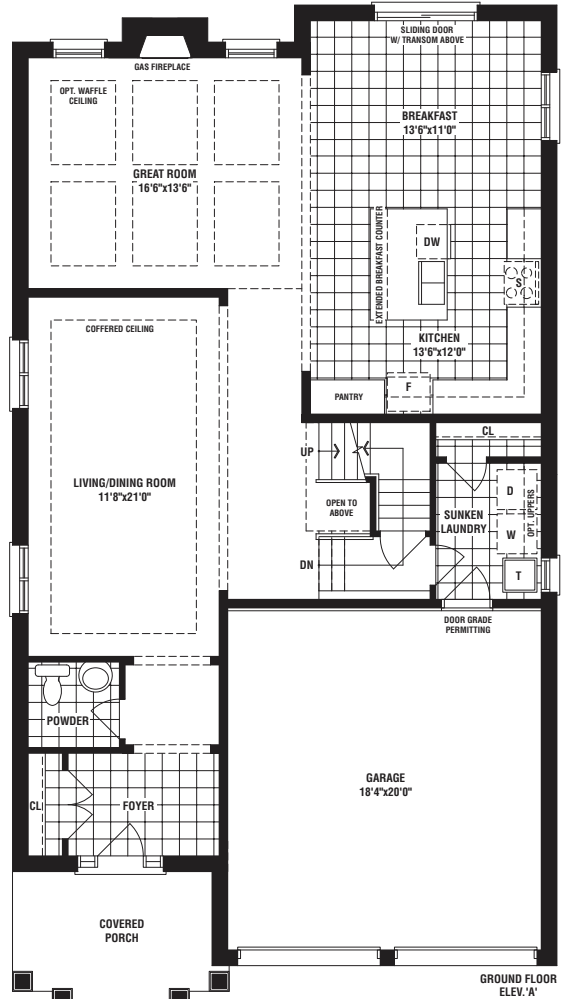 SLIDING DOOR
W/ TRANSOM ABOVE
GAS FIREPLACE
OPT. WAFFLE
CEILING
BREAKFAST
13'6"x11'0"
GREAT ROOM
16'6"x13'6"
EXTENDED BREAKFAST COUNTER
DW
S
KITCHEN
13'6"x12'0"
COFFERED CEILING
F
PANTRY
CL
UP
LIVING/DINING ROOM
11'8"x21'0"
D
OPT. UPPERS
OPEN TO
ABOVE
SUNKEN
LAUNDRY
W
DN
T
DOOR GRADE
PERMITTING
POWDER
GARAGE
18'4"x20'0"
CL
FOYER
COVERED
PORCH
GROUND FLOOR
ELEV. 'A'